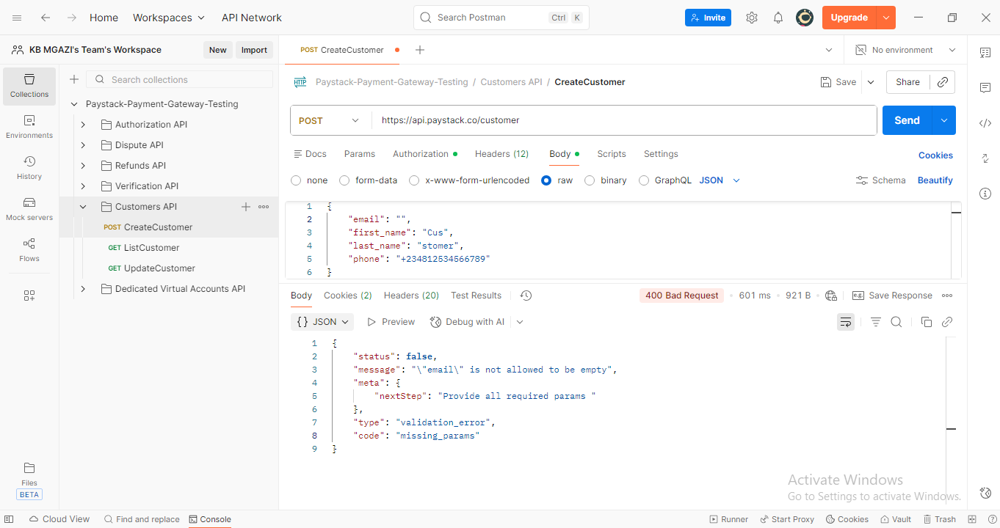 Home Workspaces API Network Search Postman Ctrl K Invite Upgrade
KB MGAZI's Team's Workspace New Import POST CreateCustomer No environment
Collections
Environments
History
Mock servers
Flows
Files
BETA
Search collections
Paystack-Payment-Gateway-Testing
Authorization API
Dispute API
Refunds API
Verification API
Customers API
POST CreateCustomer
GET ListCustomer
GET UpdateCustomer
Dedicated Virtual Accounts API
HTTP Paystack-Payment-Gateway-Testing / Customers API / CreateCustomer Save Share
POST https://api.paystack.co/customer Send
Docs Params Authorization Headers (12) Body Scripts Settings Cookies
none form-data x-www-form-urlencoded raw binary GraphQL JSON Schema Beautify
1 {
2 "email": "",
3 "first_name": "Cus",
4 "last_name": "stomer",
5 "phone": "+234812534566789"
6 }
Body Cookies (2) Headers (20) Test Results 400 Bad Request 601 ms 921 B e.g. Save Response
{} JSON Preview Debug with AI
1 {
2 "status": false,
3 "message": "\"email\" is not allowed to be empty",
4 "meta": {
5 "nextStep": "Provide all required params "
6 },
7 "type": "validation_error",
8 "code": "missing_params"
9 }
Activate Windows
Go to Settings to activate Windows.
Cloud View Find and replace Console Runner Start Proxy Cookies Vault Trash